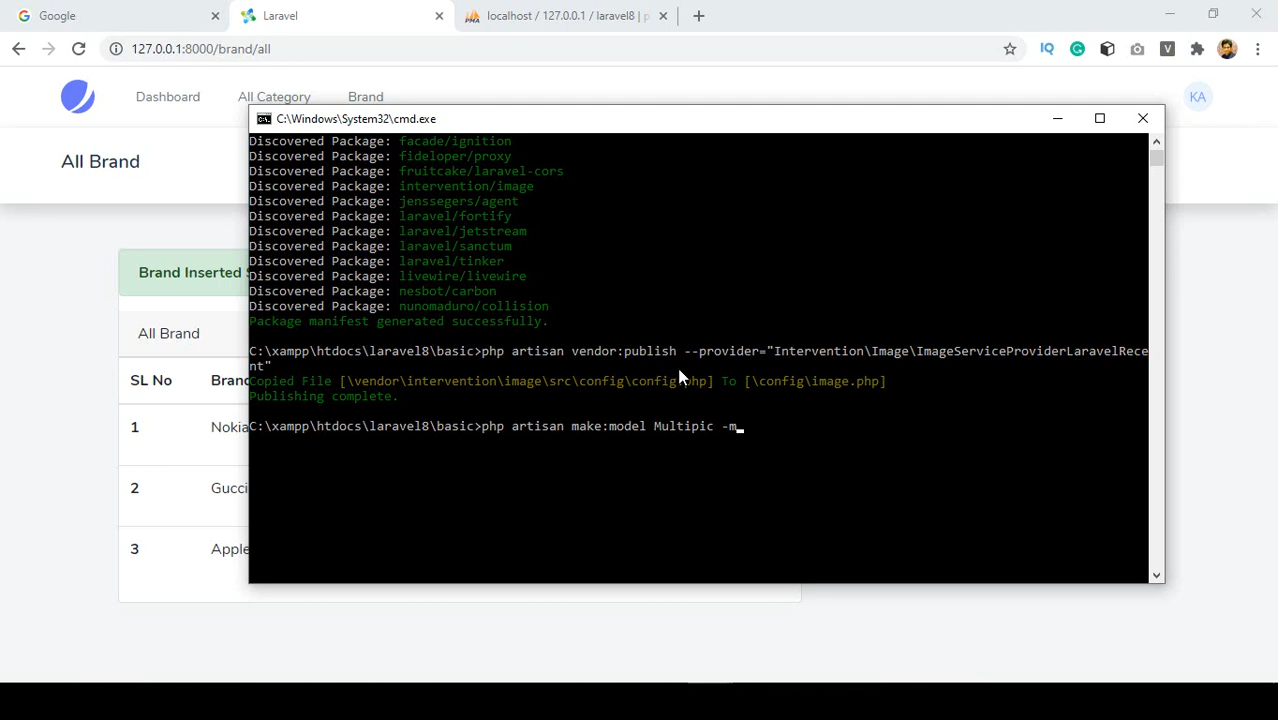 Google
Laravel
localhost / 127.0.0.1 / laravel8 | p
127.0.0.1:8000/brand/all
IQ
V
Dashboard
All Category
Brand
KA
All Brand
C:\Windows\System32\cmd.exe
Discovered Package: facade/ignition
Discovered Package: fideloper/proxy
Discovered Package: fruitcake/laravel-cors
Discovered Package: intervention/image
Discovered Package: jenssegers/agent
Discovered Package: laravel/fortify
Discovered Package: laravel/jetstream
Discovered Package: laravel/sanctum
Discovered Package: laravel/tinker
Discovered Package: livewire/livewire
Discovered Package: nesbot/carbon
Discovered Package: nunomaduro/collision
Package manifest generated successfully.
C:\xampp\htdocs\laravel8\basic>php artisan vendor:publish --provider="Intervention\Image\ImageServiceProviderLaravelRece
nt"
Copied File [\vendor\intervention\image\src\config\config.php] To [\config\image.php]
Publishing complete.
C:\xampp\htdocs\laravel8\basic>php artisan make:model Multipic -m
Brand Inserted
All Brand
SL No
1 Nokia
2 Gucci
3 Apple